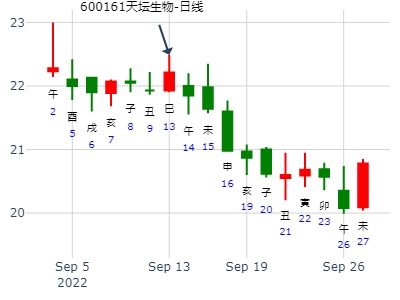 600161天坛生物-日线
23
22
21
20
午
2
酉
5
戌
6
亥
7
子
8
丑
9
巳
13
午
14
未
15
申
16
亥
19
子
20
丑
21
寅
22
卯
23
午
26
未
27
Sep 5
2022
Sep 13
Sep 19
Sep 26